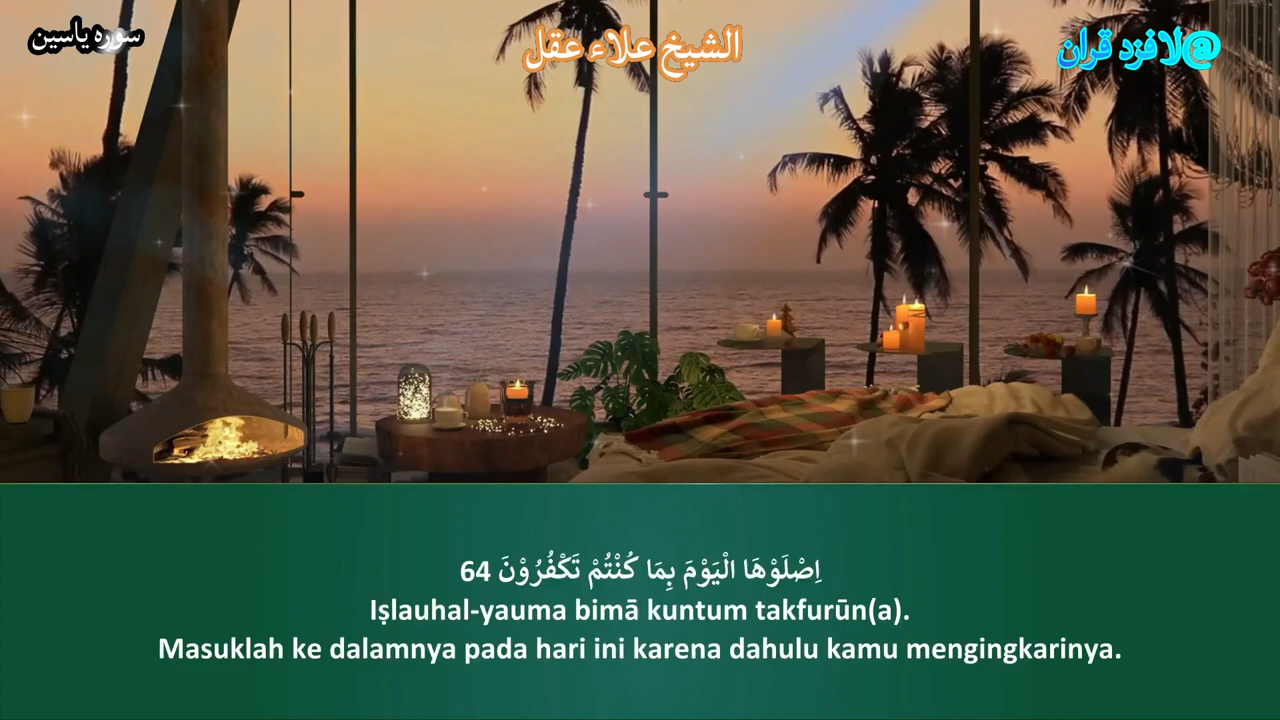 سورہ یاسین
الشيخ علاء عقل
@لافزد قران
اِصْلَوْهَا الْيَوْمَ بِمَا كُنْتُمْ تَكْفُرُوْنَ 64
Iṣlauhal-yauma bimā kuntum takfurūn(a).
Masuklah ke dalamnya pada hari ini karena dahulu kamu mengingkarinya.